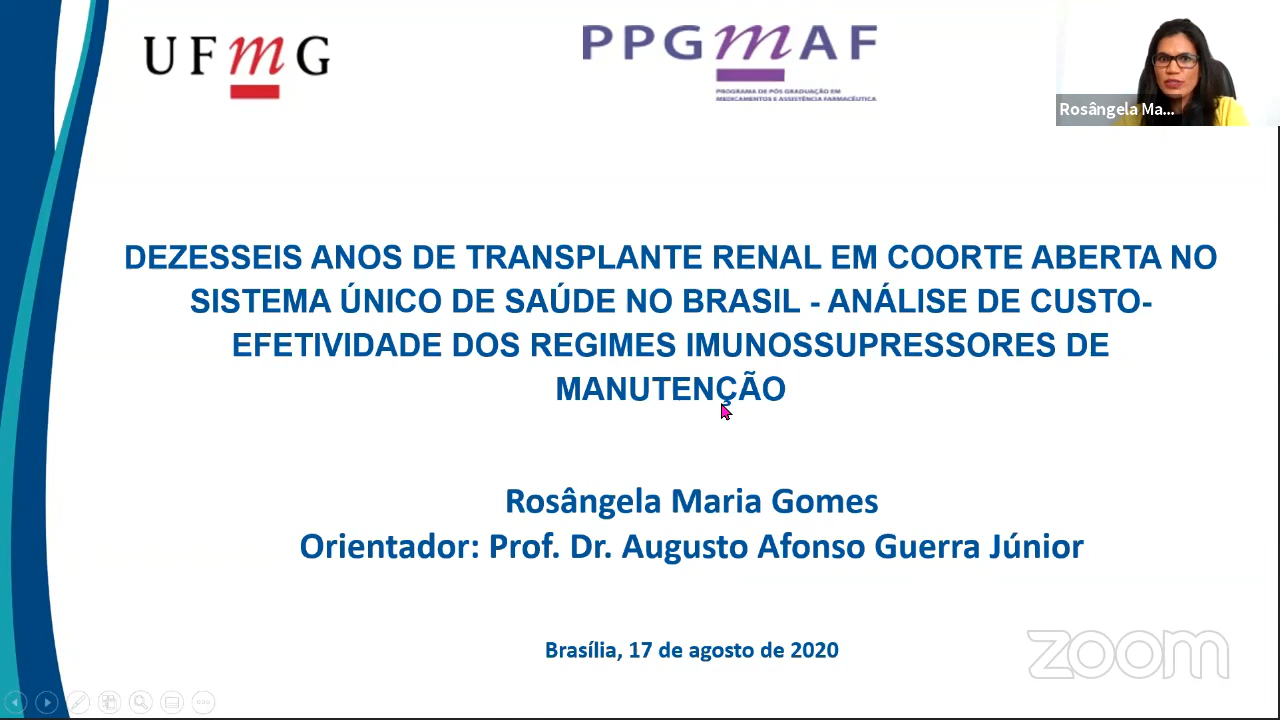 UFmG
PPGmAF
PROGRAMA DE PÓS GRADUAÇÃO EM
MEDICAMENTOS E ASSISTÊNCIA FARMACÊUTICA
Rosângela Ma...
DEZESSEIS ANOS DE TRANSPLANTE RENAL EM COORTE ABERTA NO
SISTEMA ÚNICO DE SAÚDE NO BRASIL - ANÁLISE DE CUSTO-
EFETIVIDADE DOS REGIMES IMUNOSSUPRESSORES DE
MANUTENÇÃO
Rosângela Maria Gomes
Orientador: Prof. Dr. Augusto Afonso Guerra Júnior
Brasília, 17 de agosto de 2020
zoom